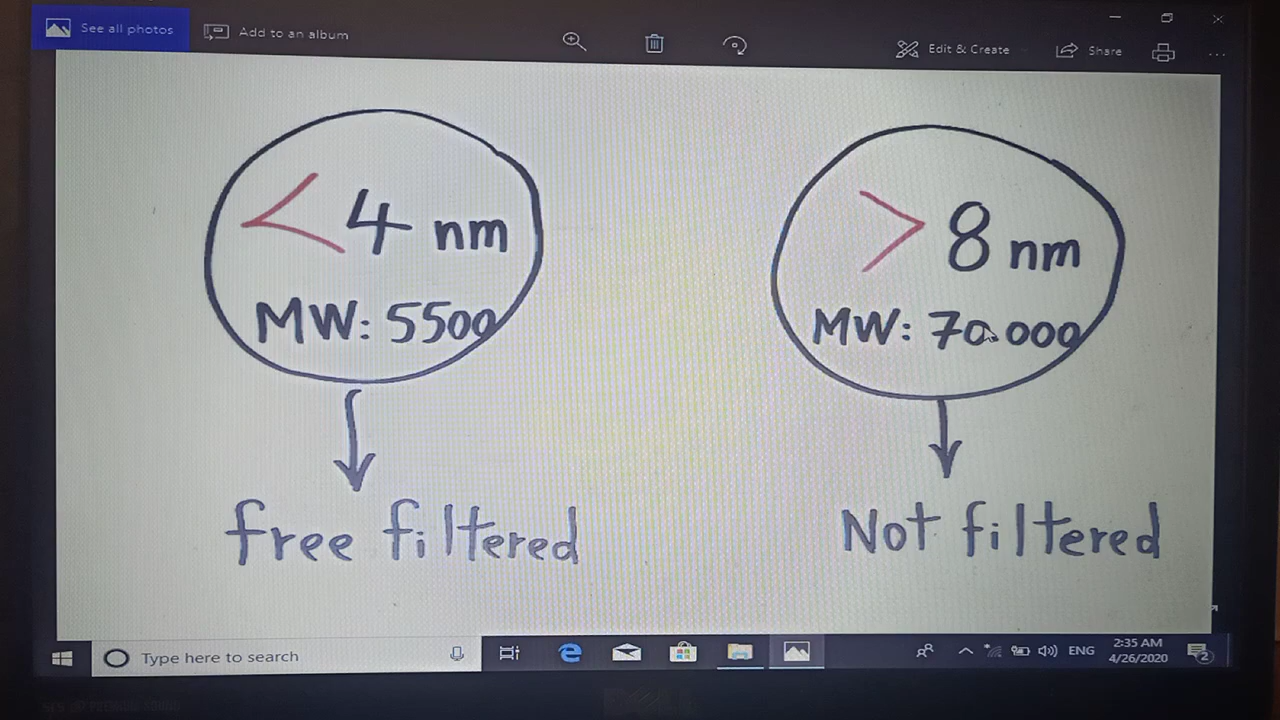 See all photos
Add to an album
Edit & Create
Share
< 4 nm
MW: 5500
> 8 nm
MW: 70.000
free filtered
Not filtered
Type here to search
ENG
2:35 AM
4/26/2020
2